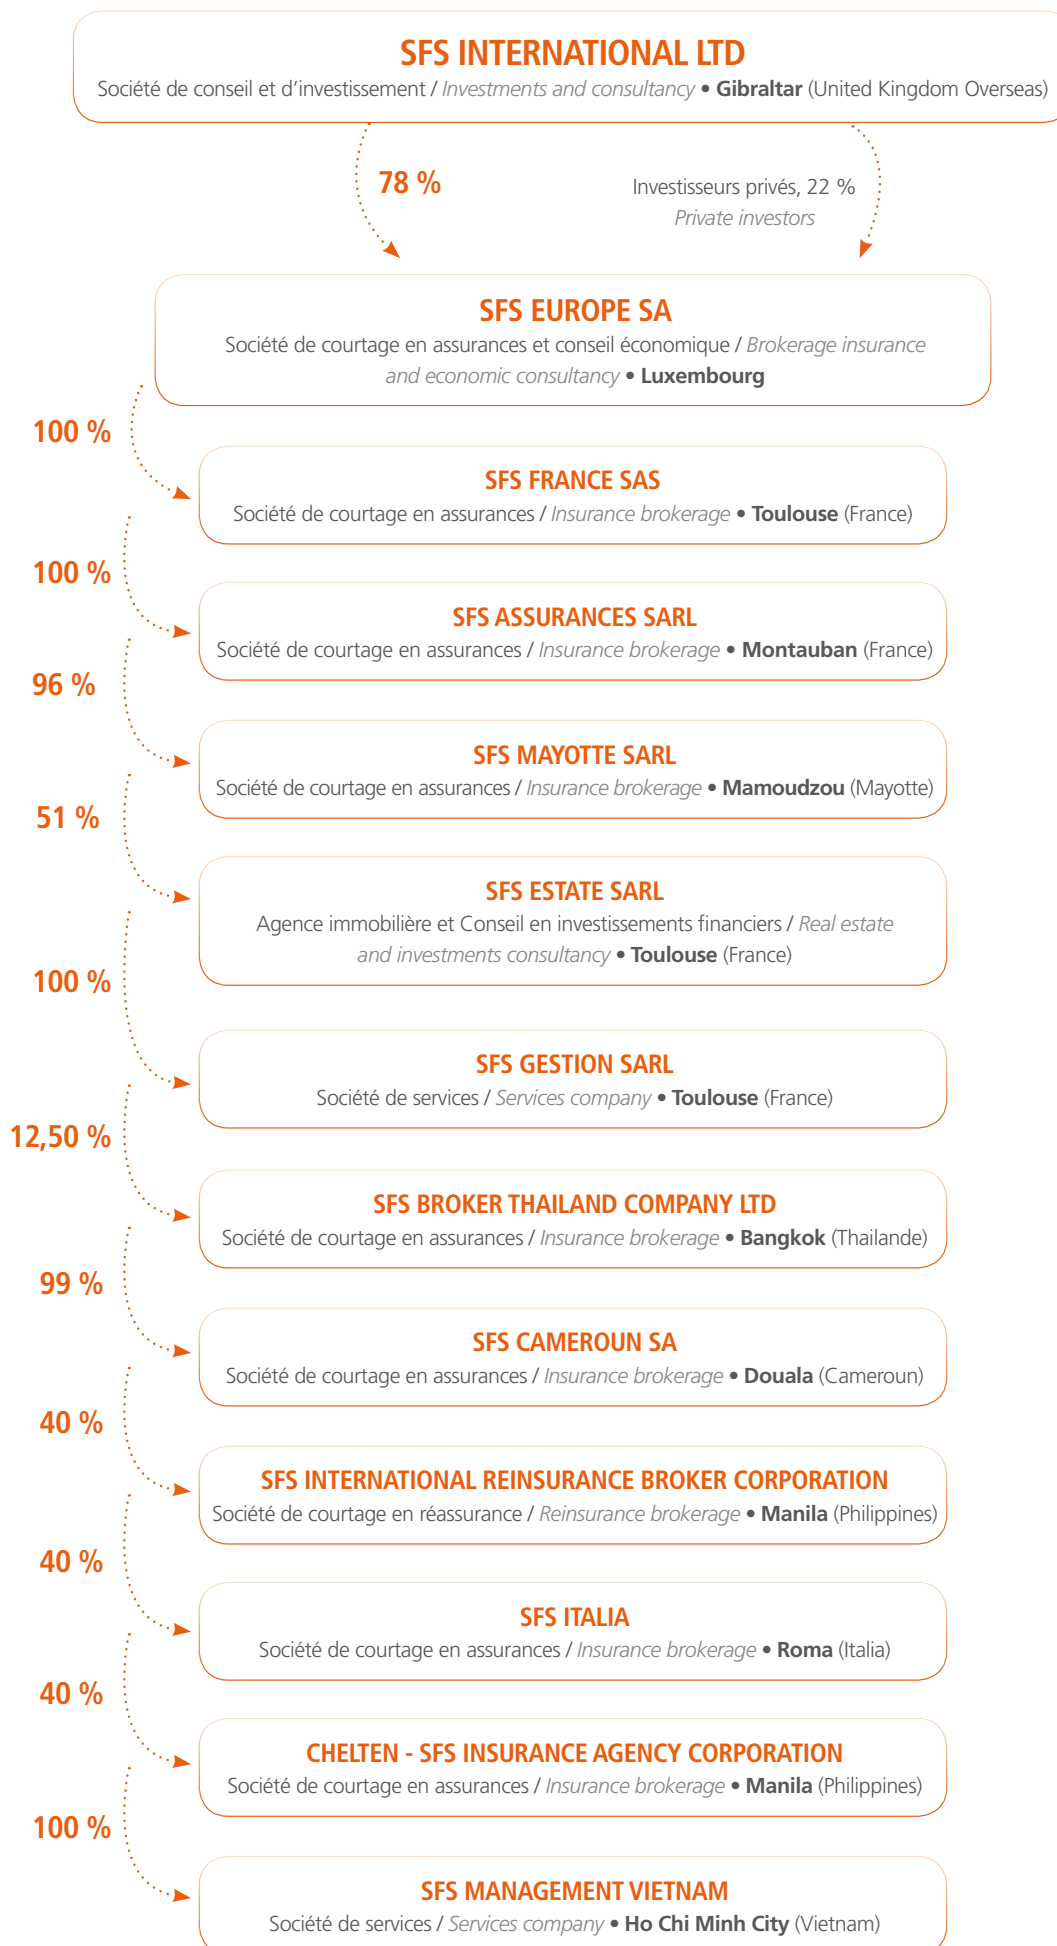 SFS INTERNATIONAL LTD
Société de conseil et d’investissement / Investments and consultancy • Gibraltar (United Kingdom Overseas)
78 %
Investisseurs privés, 22 %
Private investors
SFS EUROPE SA
Société de courtage en assurances et conseil économique / Brokerage insurance
and economic consultancy • Luxembourg
100 %
SFS FRANCE SAS
Société de courtage en assurances / Insurance brokerage • Toulouse (France)
100 %
SFS ASSURANCES SARL
Société de courtage en assurances / Insurance brokerage • Montauban (France)
96 %
SFS MAYOTTE SARL
Société de courtage en assurances / Insurance brokerage • Mamoudzou (Mayotte)
51 %
SFS ESTATE SARL
Agence immobilière et Conseil en investissements financiers / Real estate
and investments consultancy • Toulouse (France)
100 %
SFS GESTION SARL
Société de services / Services company • Toulouse (France)
12,50 %
SFS BROKER THAILAND COMPANY LTD
Société de courtage en assurances / Insurance brokerage • Bangkok (Thailande)
99 %
SFS CAMEROUN SA
Société de courtage en assurances / Insurance brokerage • Douala (Cameroun)
40 %
SFS INTERNATIONAL REINSURANCE BROKER CORPORATION
Société de courtage en réassurance / Reinsurance brokerage • Manila (Philippines)
40 %
SFS ITALIA
Société de courtage en assurances / Insurance brokerage • Roma (Italia)
40 %
CHELTEN - SFS INSURANCE AGENCY CORPORATION
Société de courtage en assurances / Insurance brokerage • Manila (Philippines)
100 %
SFS MANAGEMENT VIETNAM
Société de services / Services company • Ho Chi Minh City (Vietnam)